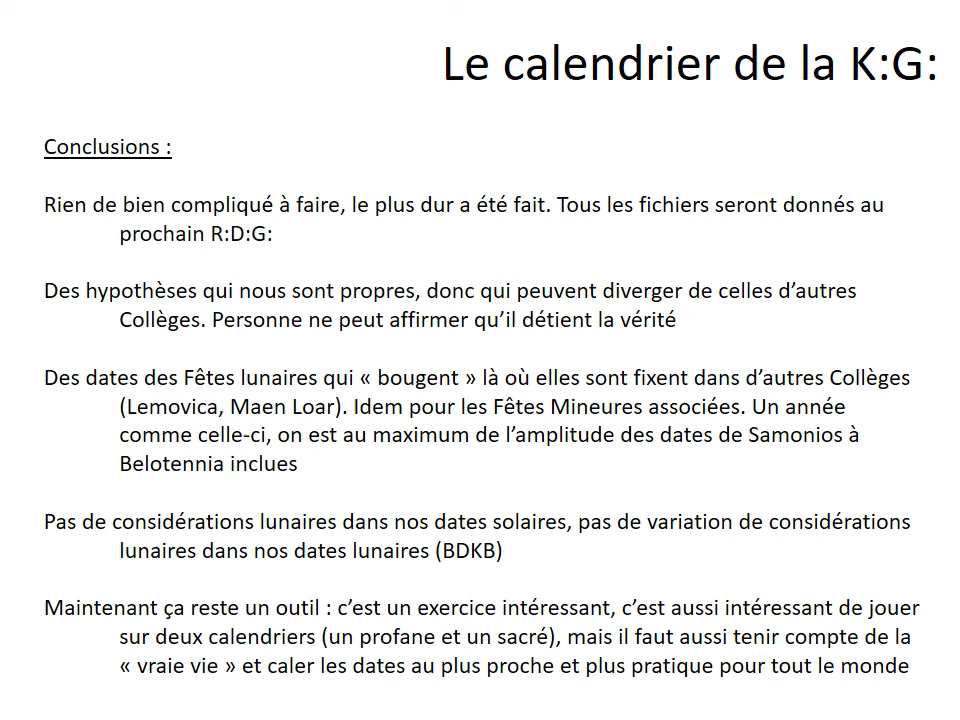 Le calendrier de la K:G:
Conclusions :
Rien de bien compliqué à faire, le plus dur a été fait. Tous les fichiers seront donnés au
prochain R:D:G:
Des hypothèses qui nous sont propres, donc qui peuvent diverger de celles d’autres
Collèges. Personne ne peut affirmer qu’il détient la vérité
Des dates des Fêtes lunaires qui « bougent » là où elles sont fixent dans d’autres Collèges
(Lemovica, Maen Loar). Idem pour les Fêtes Mineures associées. Un année
comme celle-ci, on est au maximum de l’amplitude des dates de Samonios à
Belotennia inclues
Pas de considérations lunaires dans nos dates solaires, pas de variation de considérations
lunaires dans nos dates lunaires (BDKB)
Maintenant ça reste un outil : c’est un exercice intéressant, c’est aussi intéressant de jouer
sur deux calendriers (un profane et un sacré), mais il faut aussi tenir compte de la
« vraie vie » et caler les dates au plus proche et plus pratique pour tout le monde